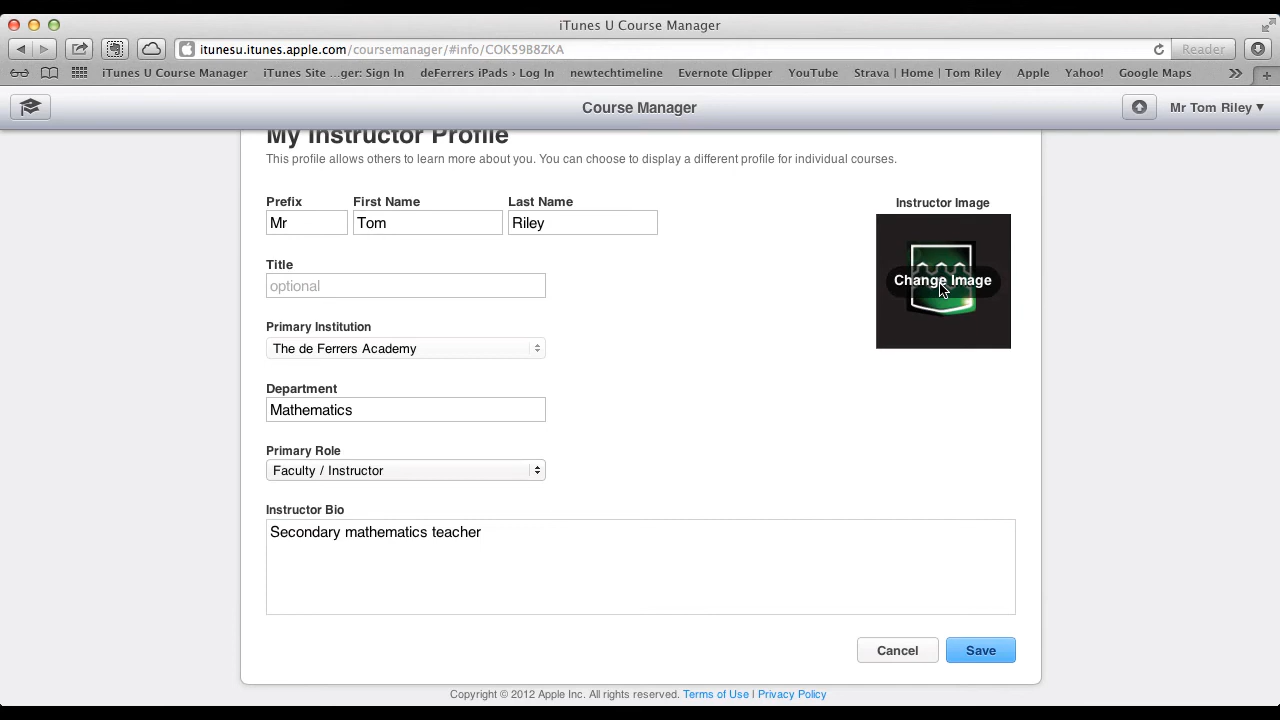 iTunes U Course Manager
itunesu.itunes.apple.com/coursemanager/#info/COK59B8ZKA
Reader
iTunes U Course Manager
iTunes Site ...ger: Sign In
deFerrers iPads › Log In
newtechtimeline
Evernote Clipper
YouTube
Strava | Home | Tom Riley
Apple
Yahoo!
Google Maps
Course Manager
Mr Tom Riley ▾
My Instructor Profile
This profile allows others to learn more about you. You can choose to display a different profile for individual courses.
Prefix
First Name
Last Name
Instructor Image
Mr
Tom
Riley
Title
optional
Change Image
Primary Institution
The de Ferrers Academy
Department
Mathematics
Primary Role
Faculty / Instructor
Instructor Bio
Secondary mathematics teacher
Cancel
Save
Copyright © 2012 Apple Inc. All rights reserved. Terms of Use | Privacy Policy